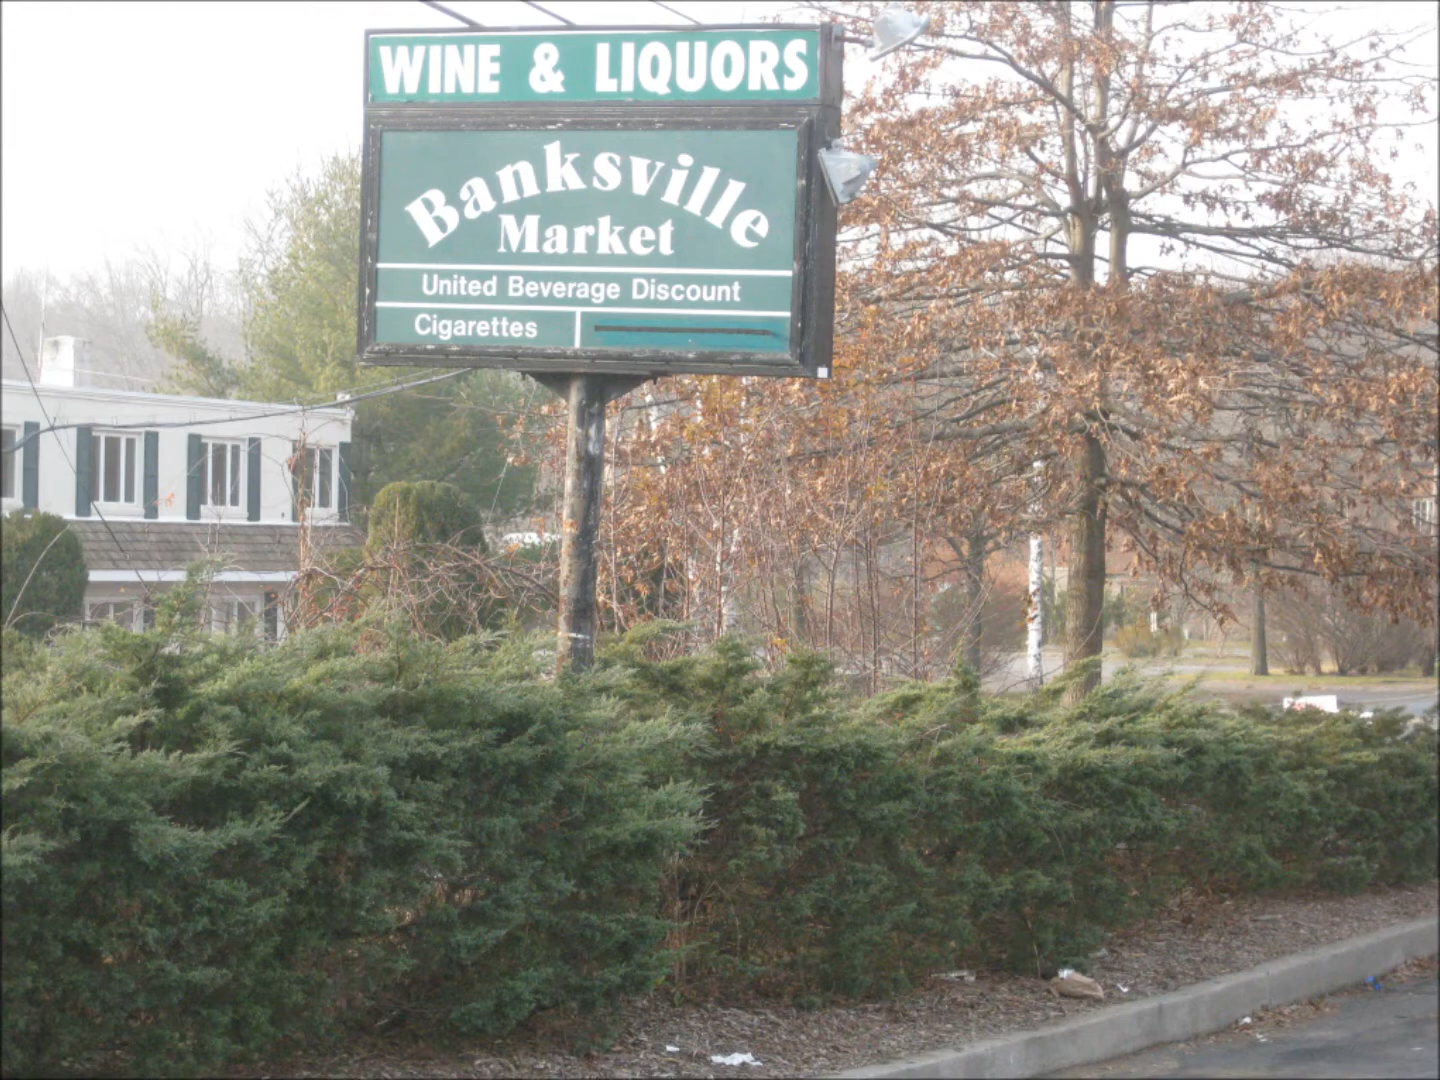 WINE & LIQUORS
Banksville
Market
United Beverage Discount
Cigarettes